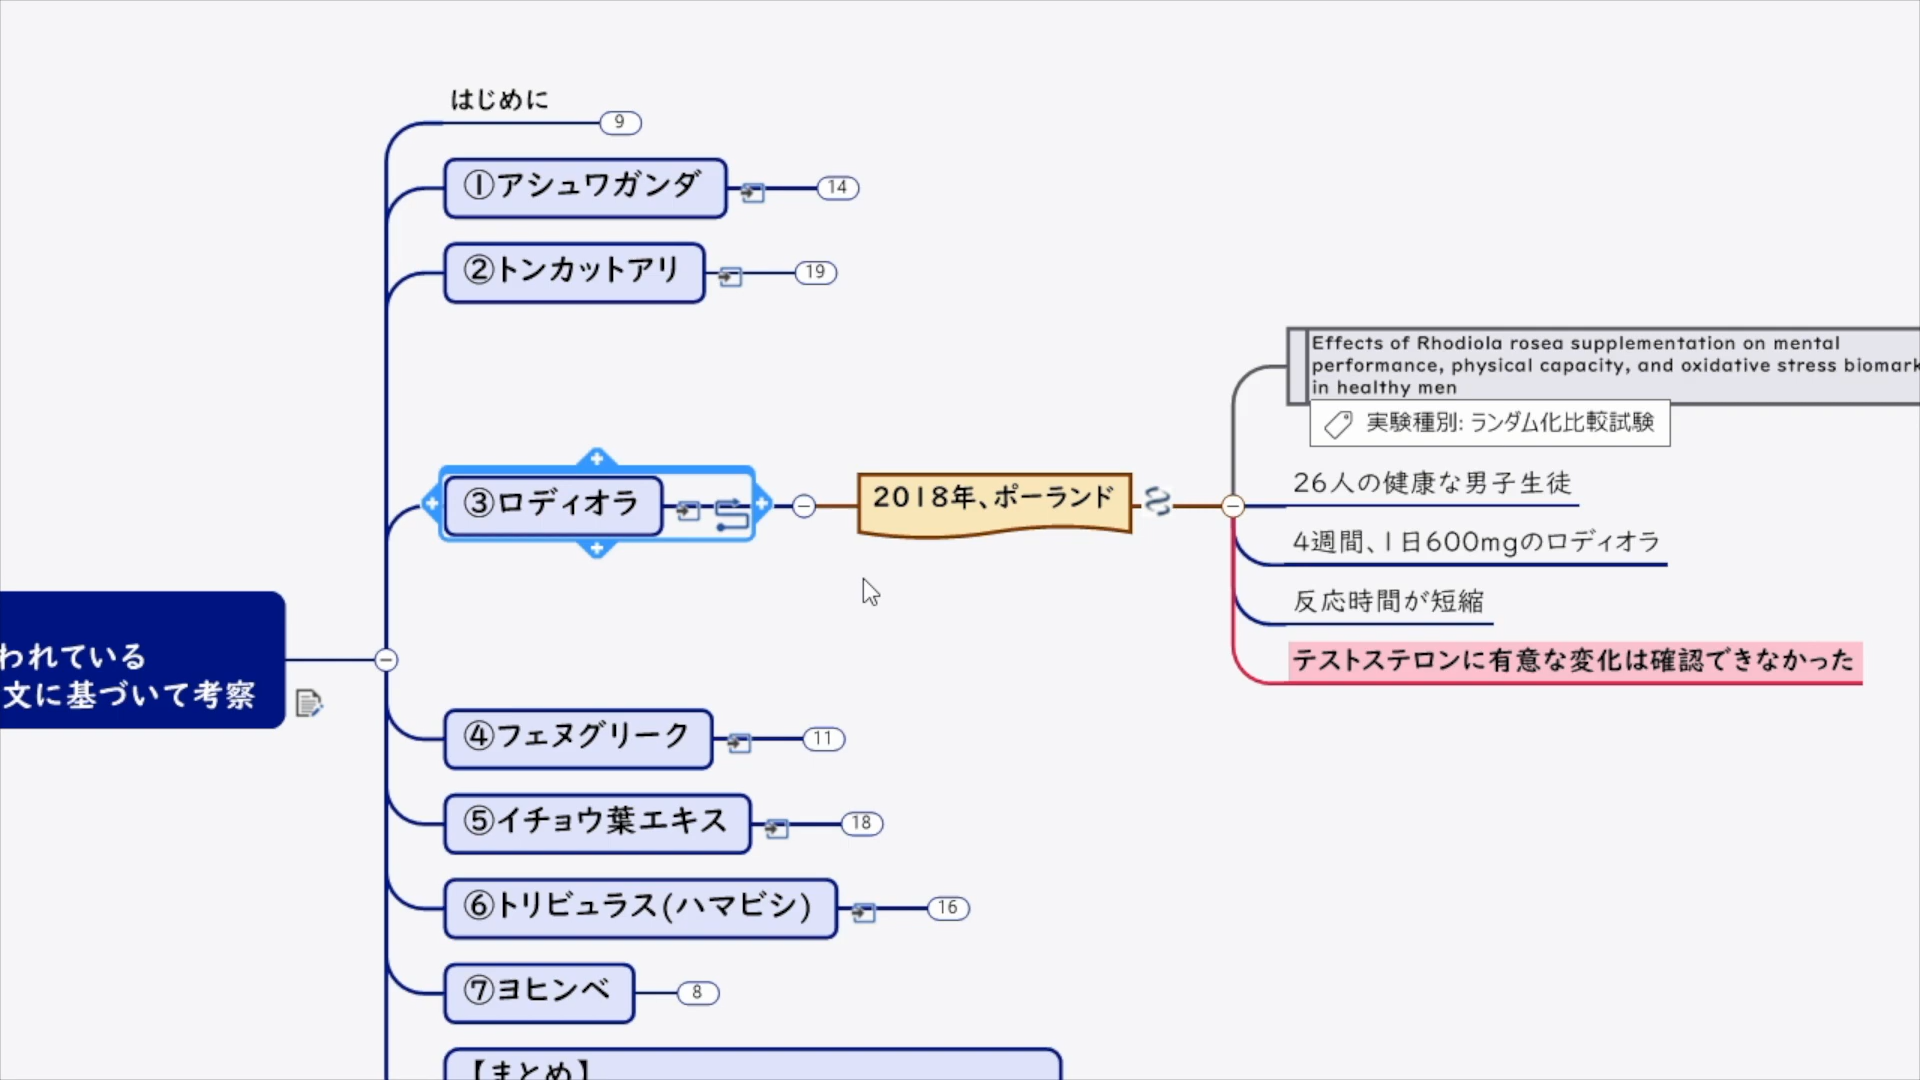 はじめに
9
①アシュワガンダ
14
②トンカットアリ
19
③ロディオラ
2018年、ポーランド
Effects of Rhodiola rosea supplementation on mental
performance, physical capacity, and oxidative stress biomark
in healthy men
実験種別: ランダム化比較試験
26人の健康な男子生徒
4週間、1日600mgのロディオラ
反応時間が短縮
テストステロンに有意な変化は確認できなかった
われている
文に基づいて考察
④フェヌグリーク
11
⑤イチョウ葉エキス
18
⑥トリビュラス(ハマビシ)
16
⑦ヨヒンベ
8
【まとめ】